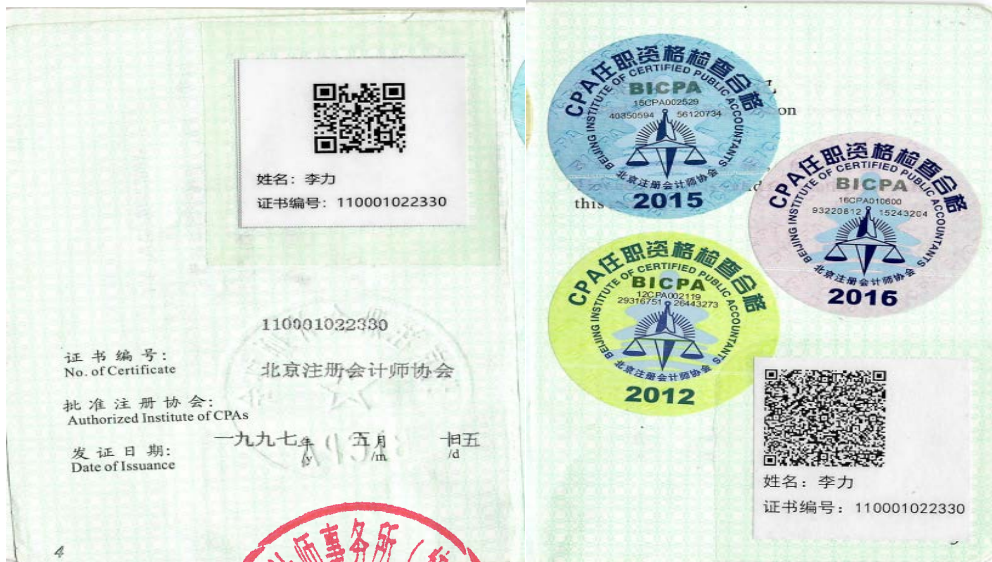 姓名：李力
证书编号：110001022330
110001022330
证书编号：
No. of Certificate
北京注册会计师协会
批准注册协会：
Authorized Institute of CPAs
一九九七年 五月
发证日期：
Date of Issuance
/y /m /d
计师事务所（
4
CPA任职资格检查合格
BEIJING INSTITUTE OF CERTIFIED PUBLIC ACCOUNTANTS
BICPA
15CPA002529
40350594 56120734
北京注册会计师协会
2015
on
this
CPA任职资格检查合格
BEIJING INSTITUTE OF CERTIFIED PUBLIC ACCOUNTANTS
BICPA
16CPA010600
93220812 15243204
北京注册会计师协会
2016
CPA任职资格检查合格
BEIJING INSTITUTE OF CERTIFIED PUBLIC ACCOUNTANTS
BICPA
12CPA002119
29316751 26443273
北京注册会计师协会
2012
姓名：李力
证书编号：110001022330